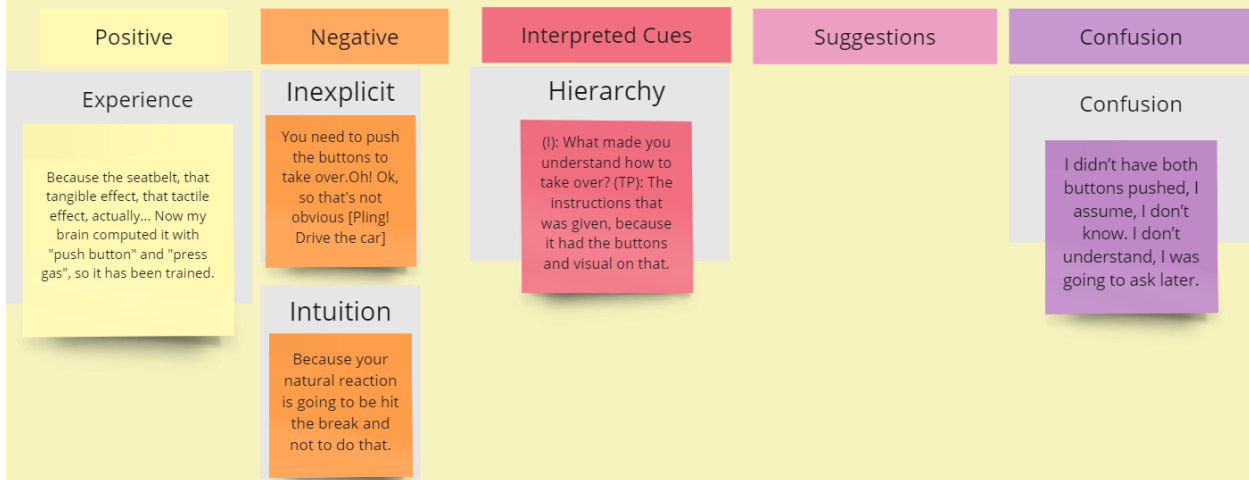 Positive
Negative
Interpreted Cues
Suggestions
Confusion
Experience
Because the seatbelt, that
tangible effect, that tactile
effect, actually... Now my
brain computed it with
"push button" and "press
gas", so it has been trained.
Inexplicit
You need to push
the buttons to
take over.Oh! Ok,
so that's not
obvious [Pling!
Drive the car]
Intuition
Because your
natural reaction
is going to be hit
the break and
not to do that.
Hierarchy
(I): What made you
understand how to
take over? (TP): The
instructions that
was given, because
it had the buttons
and visual on that.
Confusion
I didn't have both
buttons pushed, I
assume, I don't
know. I don't
understand, I was
going to ask later.